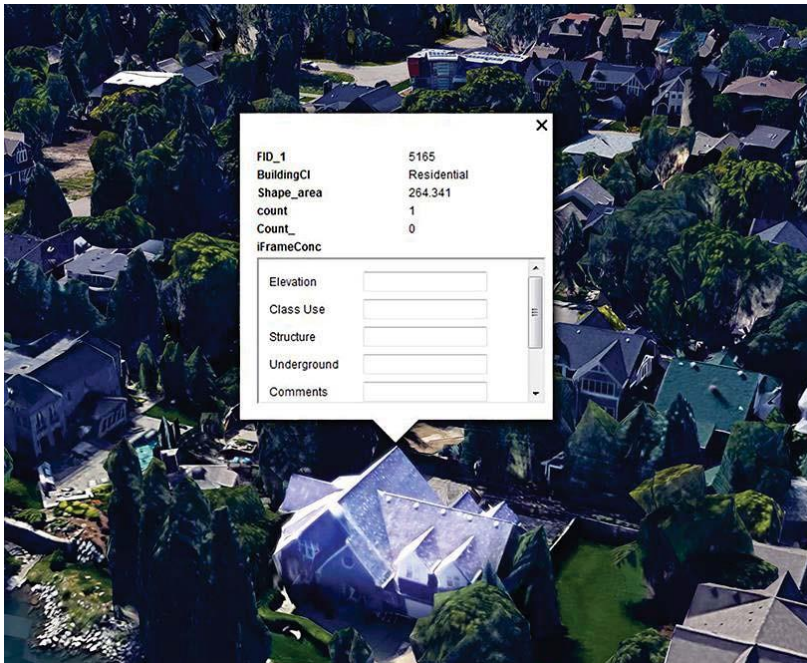 FID_1 5165
BuildingCl Residential
Shape_area 264.341
count 1
Count_ 0
iFrameConc
Elevation
Class Use
Structure
Underground
Comments